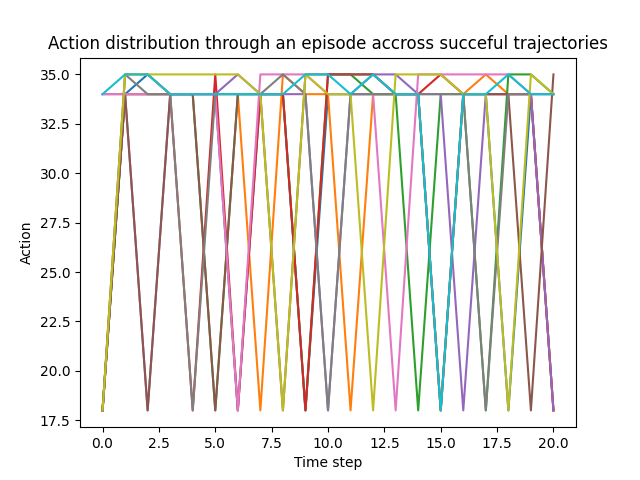 Action distribution through an episode accross succeful trajectories
35.0
32.5
30.0
27.5
25.0
22.5
20.0
17.5
Action
0.0 2.5 5.0 7.5 10.0 12.5 15.0 17.5 20.0
Time step